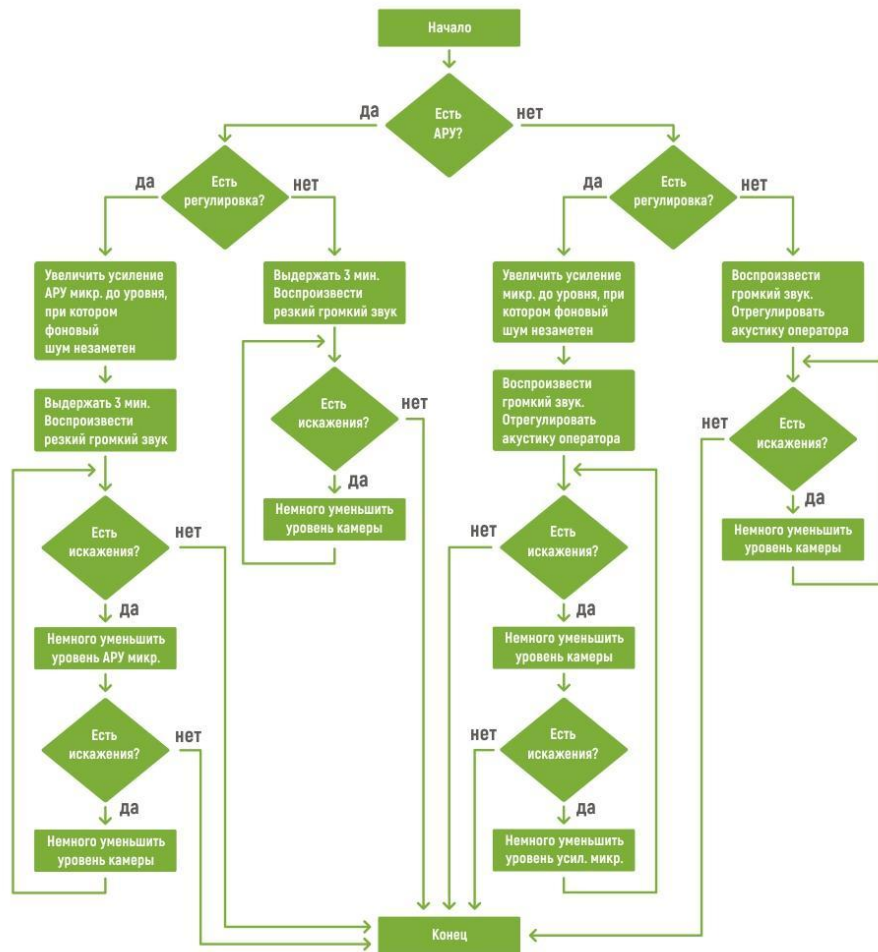 Начало
Есть
АРУ?
да
нет
Есть
регулировка?
да
нет
Есть
регулировка?
да
нет
Увеличить усиление
АРУ микр. до уровня,
при котором
фоновый
шум незаметен
Выдержать 3 мин.
Воспроизвести
резкий громкий звук
Увеличить усиление
микр. до уровня, при
котором фоновый
шум незаметен
Воспроизвести
громкий звук.
Отрегулировать
акустику оператора
Выдержать 3 мин.
Воспроизвести
резкий громкий звук
Есть
искажения?
нет
да
Воспроизвести
громкий звук.
Отрегулировать
акустику оператора
Есть
искажения?
нет
да
Есть
искажения?
нет
да
Немного уменьшить
уровень камеры
Есть
искажения?
нет
да
Немного уменьшить
уровень камеры
Немного уменьшить
уровень АРУ микр.
Немного уменьшить
уровень камеры
Есть
искажения?
нет
да
Есть
искажения?
нет
да
Немного уменьшить
уровень камеры
Немного уменьшить
уровень усил. микр.
Конец